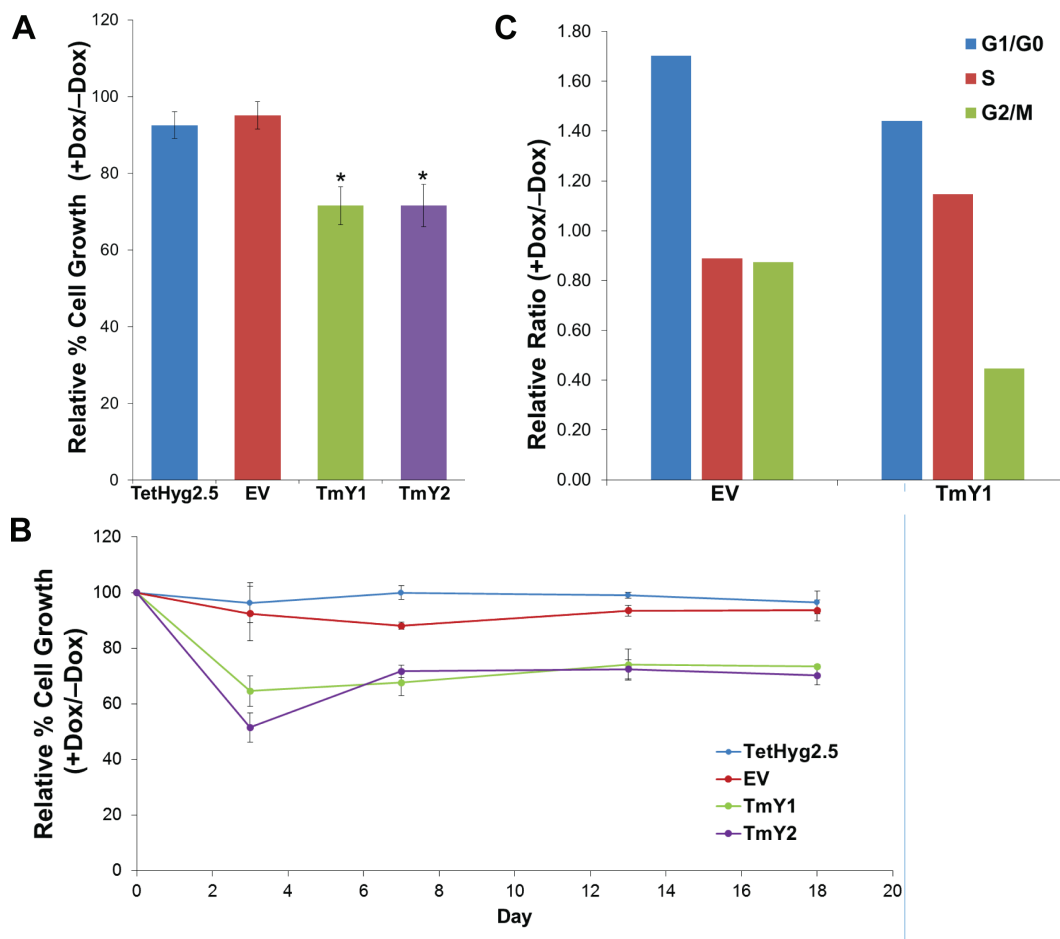 A
Relative % Cell Growth (+Dox/–Dox)
120
100
80
60
40
20
0
*
*
TetHyg2.5
EV
TmY1
TmY2
C
Relative Ratio (+Dox/–Dox)
1.80
1.60
1.40
1.20
1.00
0.80
0.60
0.40
0.20
0.00
G1/G0
S
G2/M
EV
TmY1
B
Relative % Cell Growth
(+Dox/–Dox)
120
100
80
60
40
20
0
TetHyg2.5
EV
TmY1
TmY2
0
2
4
6
8
10
12
14
16
18
20
Day